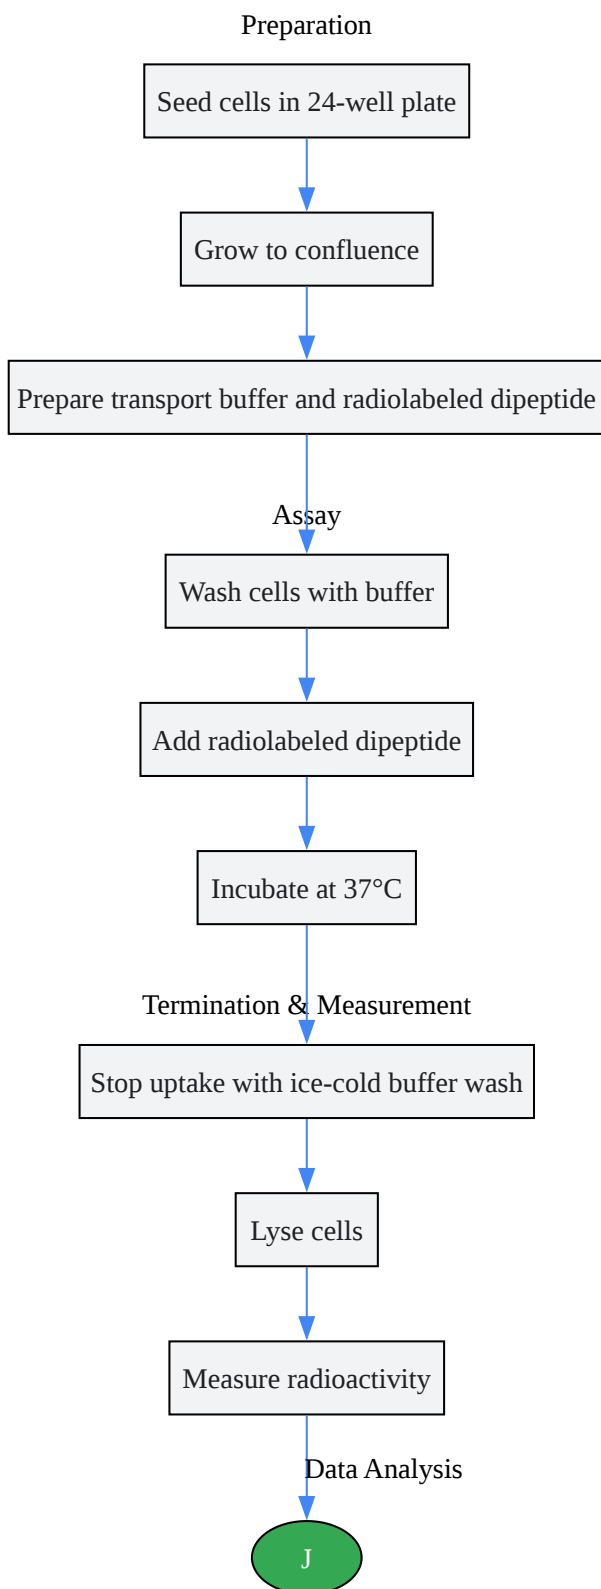 Preparation
Seed cells in 24-well plate
Grow to confluence
Prepare transport buffer and radiolabeled dipeptide
Assay
Wash cells with buffer
Add radiolabeled dipeptide
Incubate at 37°C
Termination & Measurement
Stop uptake with ice-cold buffer wash
Lyse cells
Measure radioactivity
Data Analysis
J